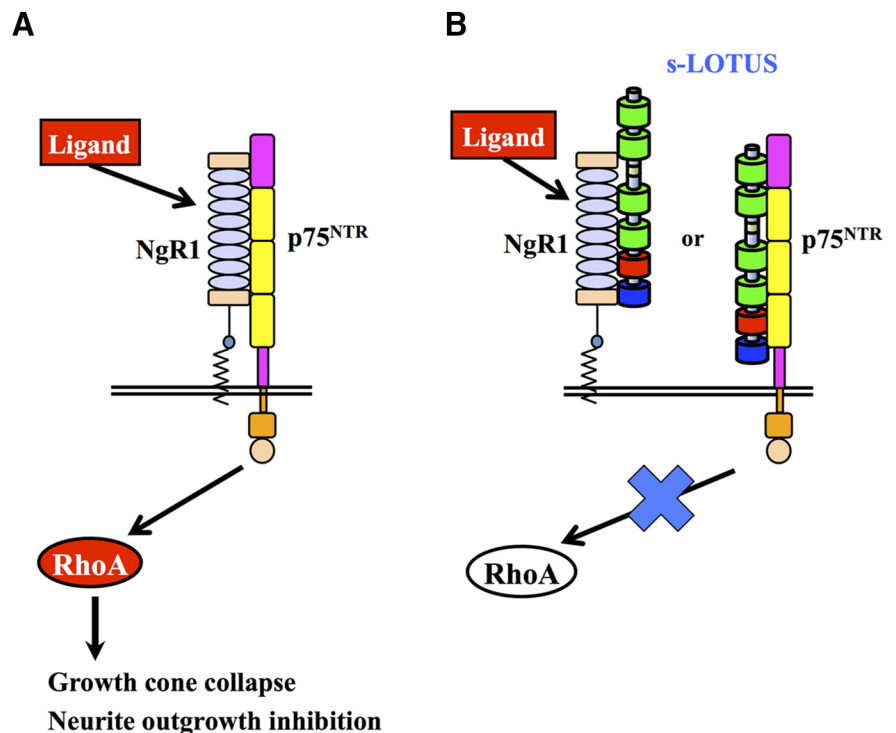 A
Ligand
NgR1
p75NTR
RhoA
Growth cone collapse
Neurite outgrowth inhibition
B
s-LOTUS
Ligand
NgR1
or
p75NTR
RhoA